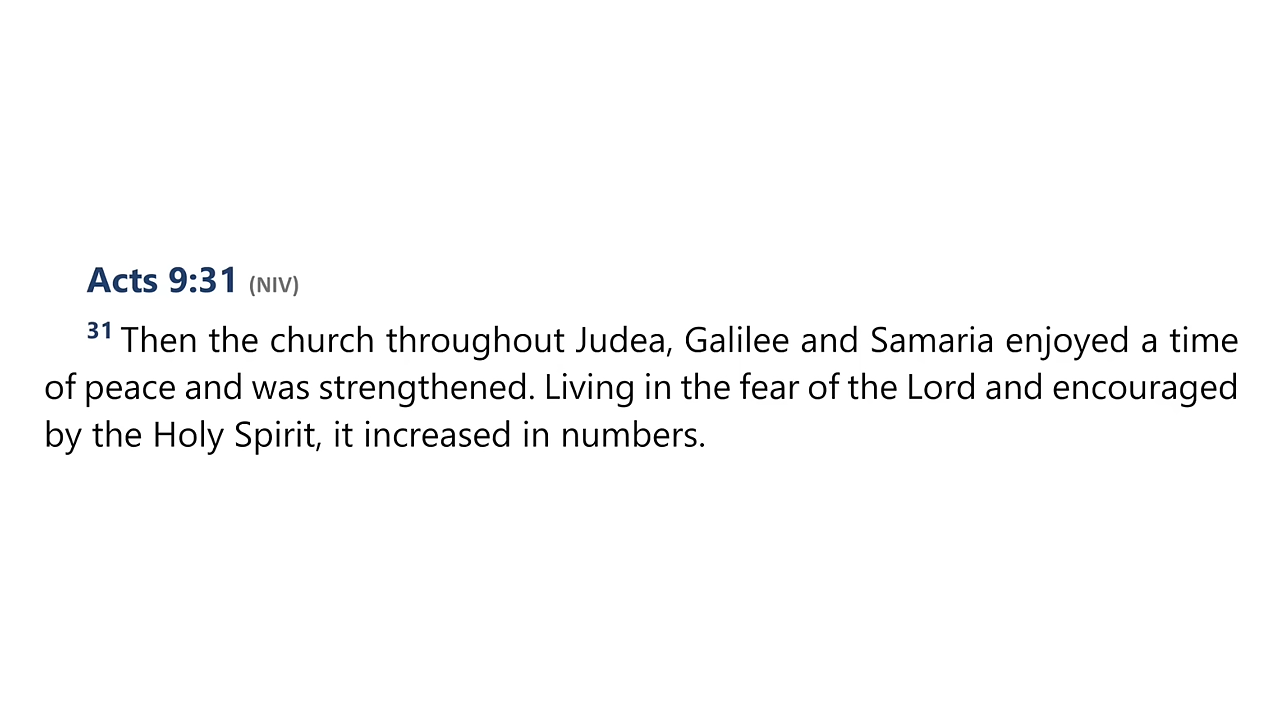 Acts 9:31 (NIV)
31 Then the church throughout Judea, Galilee and Samaria enjoyed a time
of peace and was strengthened. Living in the fear of the Lord and encouraged
by the Holy Spirit, it increased in numbers.